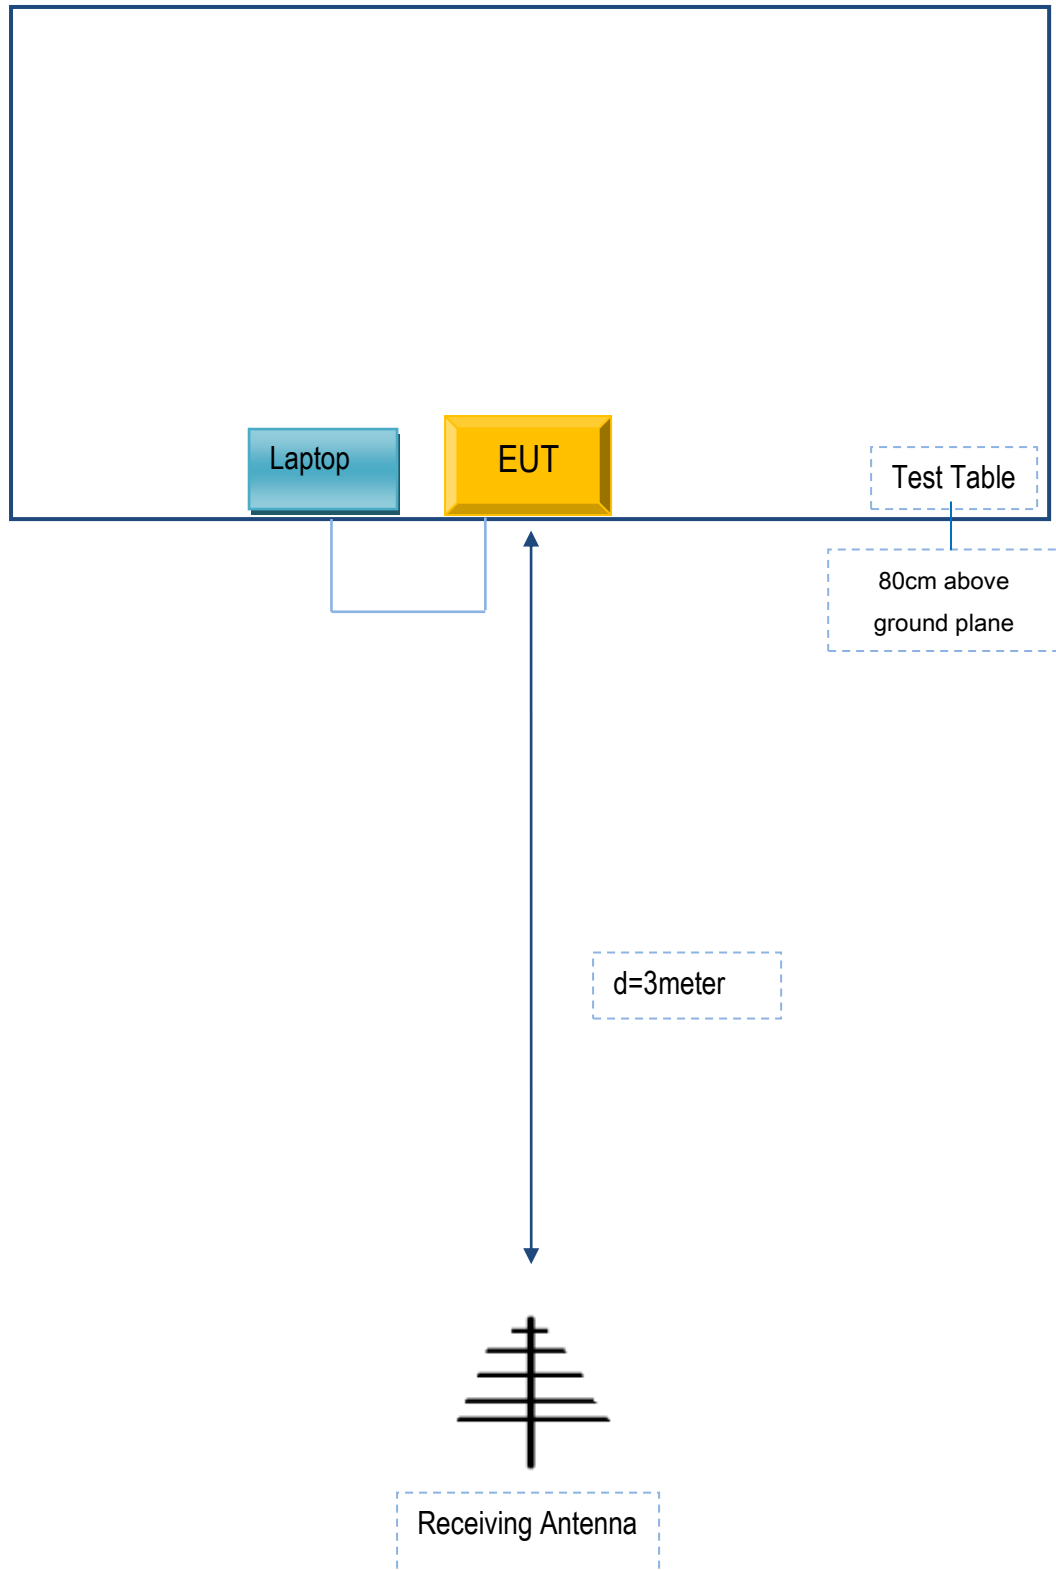 Laptop
EUT
Test Table
80cm above
ground plane
d=3meter
Receiving Antenna